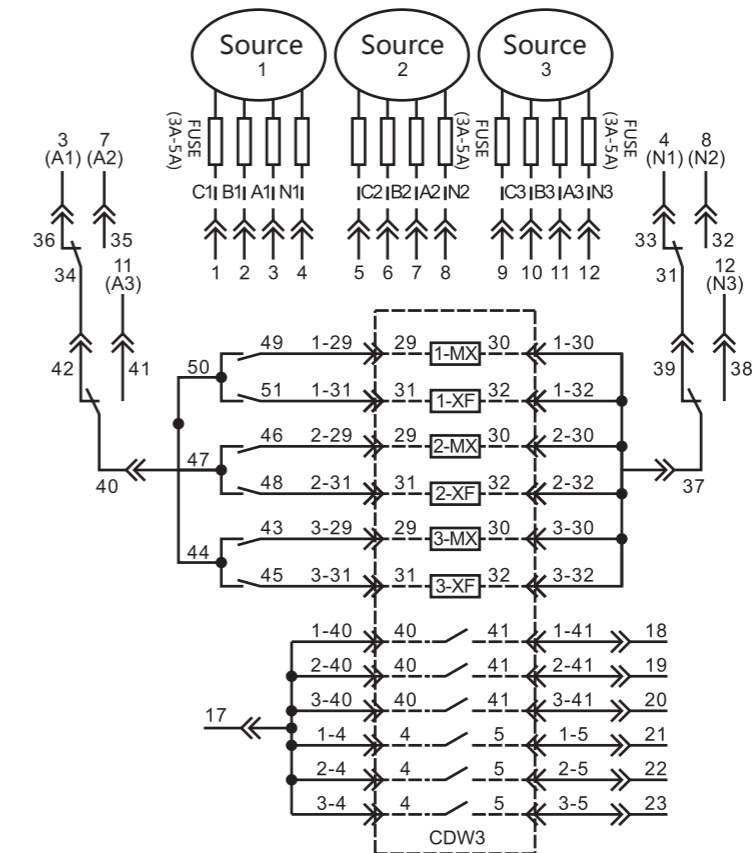 Source Source Source
1 2 3
FUSE
(3A-5A)
FUSE
(3A-5A)
FUSE
(3A-5A)
3 7
(A1) (A2)
4 8
(N1) (N2)
C1 B1 A1 N1 C2 B2 A2 N2 C3 B3 A3 N3
36 35 33 32
34 11 1 2 3 4 5 6 7 8 9 10 11 12 31 12
(A3) (N3)
42 41 39 38
50 49 1-29 29 1-MX 30 1-30
51 1-31 31 1-XF 32 1-32
46 2-29 29 2-MX 30 2-30
40 47 37
48 2-31 31 2-XF 32 2-32
43 3-29 29 3-MX 30 3-30
44
45 3-31 31 3-XF 32 3-32
1-40 40 41 1-41 18
2-40 40 41 2-41 19
3-40 40 41 3-41 20
17
1-4 4 5 1-5 21
2-4 4 5 2-5 22
3-4 4 5 3-5 23
CDW3